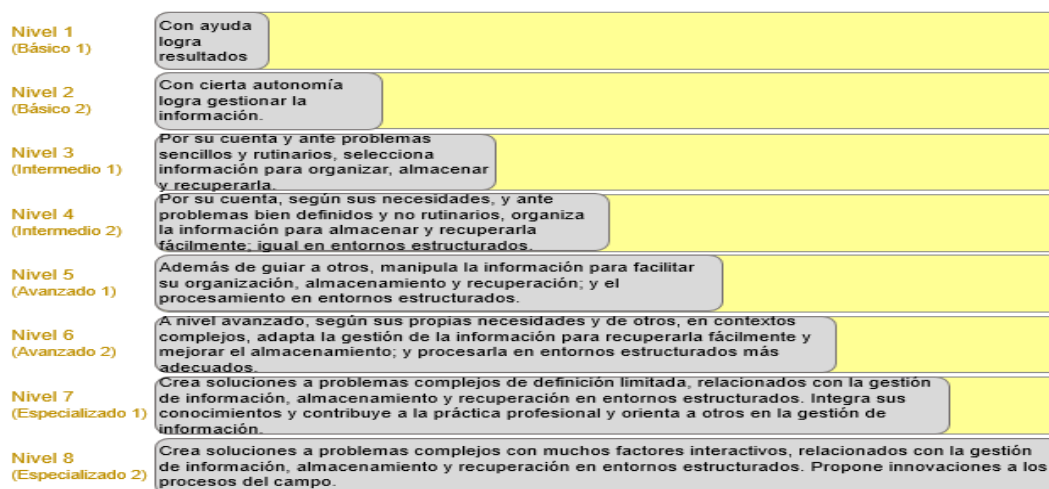 Nivel 1
(Básico 1)
Con ayuda
logra
resultados
Nivel 2
(Básico 2)
Con cierta autonomía
logra gestionar la
información.
Nivel 3
(Intermedio 1)
Por su cuenta y ante problemas
sencillos y rutinarios, selecciona
información para organizar, almacenar
y recuperarla.
Nivel 4
(Intermedio 2)
Por su cuenta, según sus necesidades, y ante
problemas bien definidos y no rutinarios, organiza
la información para almacenar y recuperarla
fácilmente; igual en entornos estructurados.
Nivel 5
(Avanzado 1)
Además de guiar a otros, manipula la información para facilitar
su organización, almacenamiento y recuperación; y el
procesamiento en entornos estructurados.
Nivel 6
(Avanzado 2)
A nivel avanzado, según sus propias necesidades y de otros, en contextos
complejos, adapta la gestión de la información para recuperarla fácilmente y
mejorar el almacenamiento; y procesarla en entornos estructurados más
adecuados.
Nivel 7
(Especializado 1)
Crea soluciones a problemas complejos de definición limitada, relacionados con la gestión
de información, almacenamiento y recuperación en entornos estructurados. Integra sus
conocimientos y contribuye a la práctica profesional y orienta a otros en la gestión de
información.
Nivel 8
(Especializado 2)
Crea soluciones a problemas complejos con muchos factores interactivos, relacionados con la gestión
de información, almacenamiento y recuperación en entornos estructurados. Propone innovaciones a los
procesos del campo.